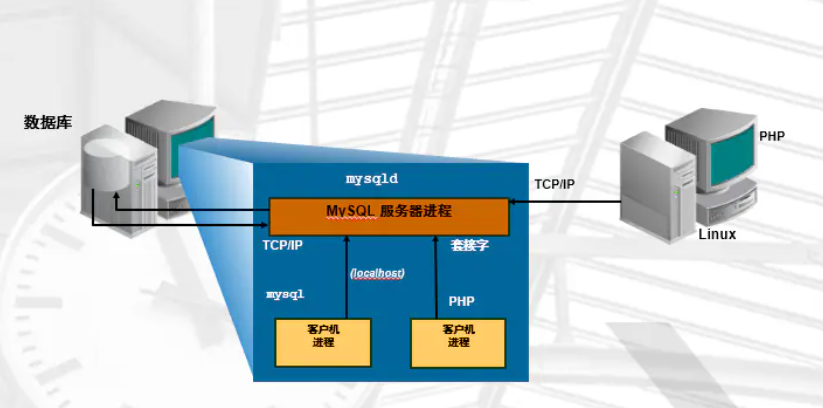 数据库
PHP
mysqld
TCP/IP
MySQL 服务器进程
TCP/IP
套接字
Linux
(localhost)
mysql
PHP
客户机
进程
客户机
进程